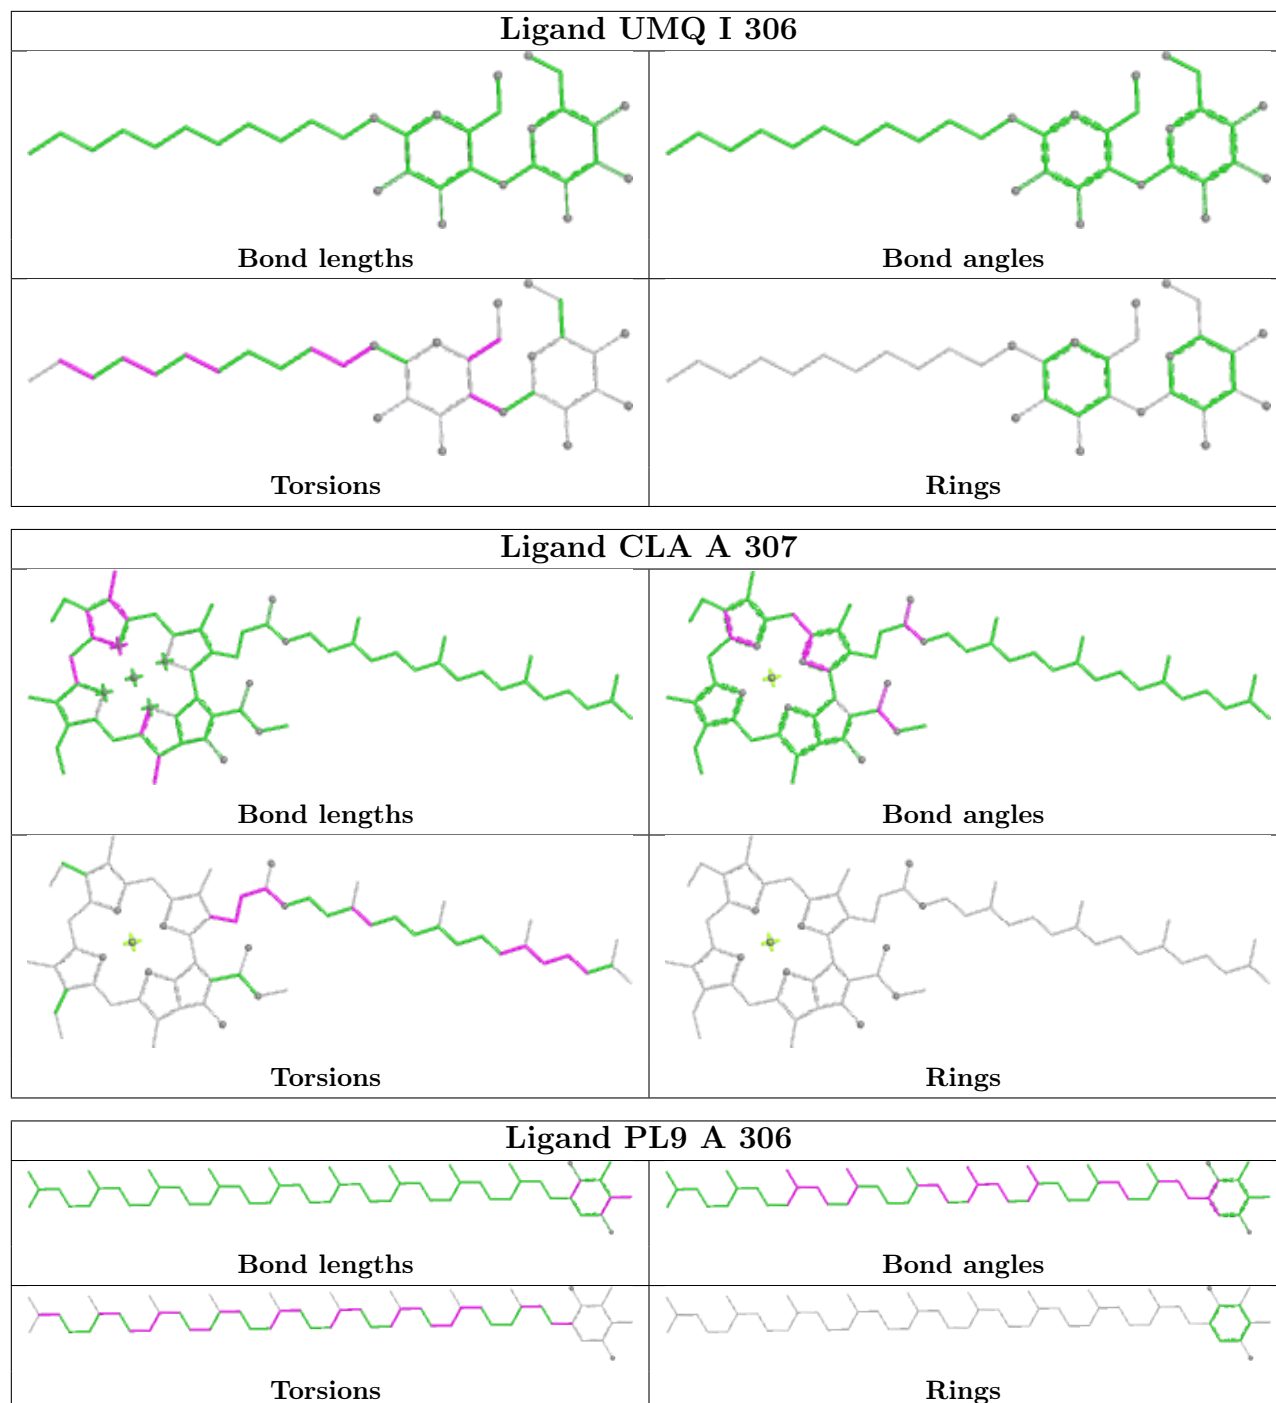 Ligand UMQ I 306
Bond lengths
Bond angles
Torsions
Rings
Ligand CLA A 307
Bond lengths
Bond angles
Torsions
Rings
Ligand PL9 A 306
Bond lengths
Bond angles
Torsions
Rings